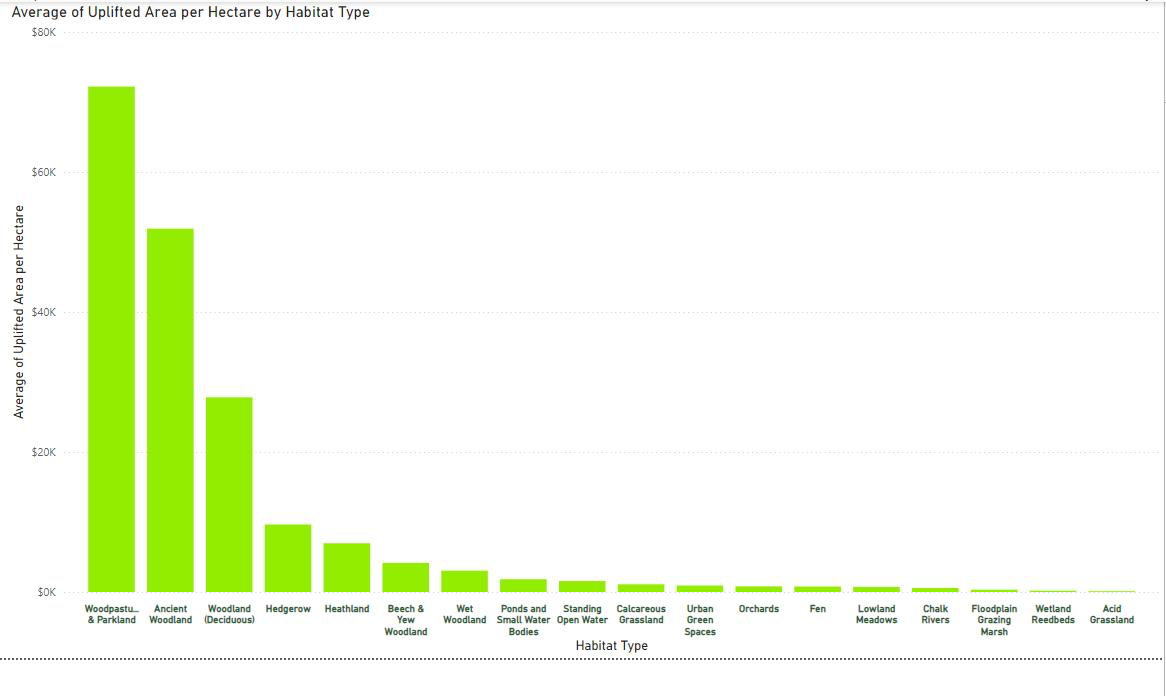 Average of Uplifted Area per Hectare by Habitat Type
$80K
$60K
$40K
$20K
$0K
Average of Uplifted Area per Hectare
Woodpastu...
& Parkland
Ancient
Woodland
Woodland
(Deciduous)
Hedgerow
Heathland
Beech &
Yew
Woodland
Wet
Woodland
Ponds and
Small Water
Bodies
Standing
Open Water
Calcareous
Grassland
Urban
Green
Spaces
Orchards
Fen
Lowland
Meadows
Chalk
Rivers
Floodplain
Grazing
Marsh
Wetland
Reedbeds
Acid
Grassland
Habitat Type